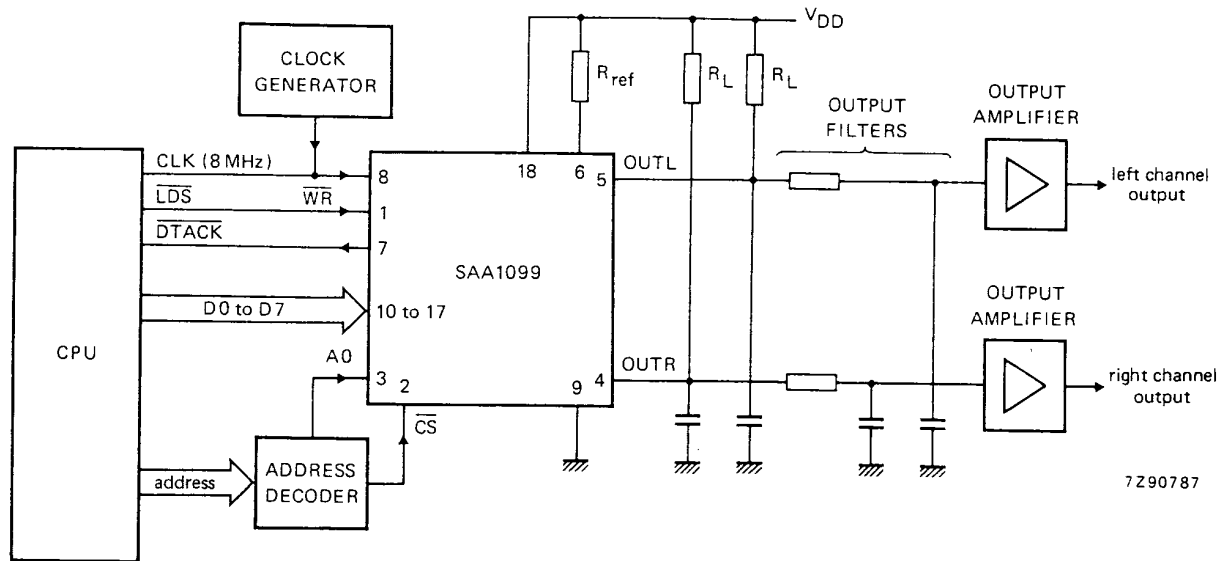 V_DD
CLOCK
GENERATOR
R_ref
R_L
R_L
OUTPUT
FILTERS
OUTPUT
AMPLIFIER
CLK (8 MHz)
8
18
6
5
OUTL
left channel
output
LDS
WR
1
DTACK
7
SAA1099
D0 to D7
10 to 17
OUTPUT
AMPLIFIER
CPU
A0
3
2
9
4
OUTR
right channel
output
CS
address
ADDRESS
DECODER
7Z90787